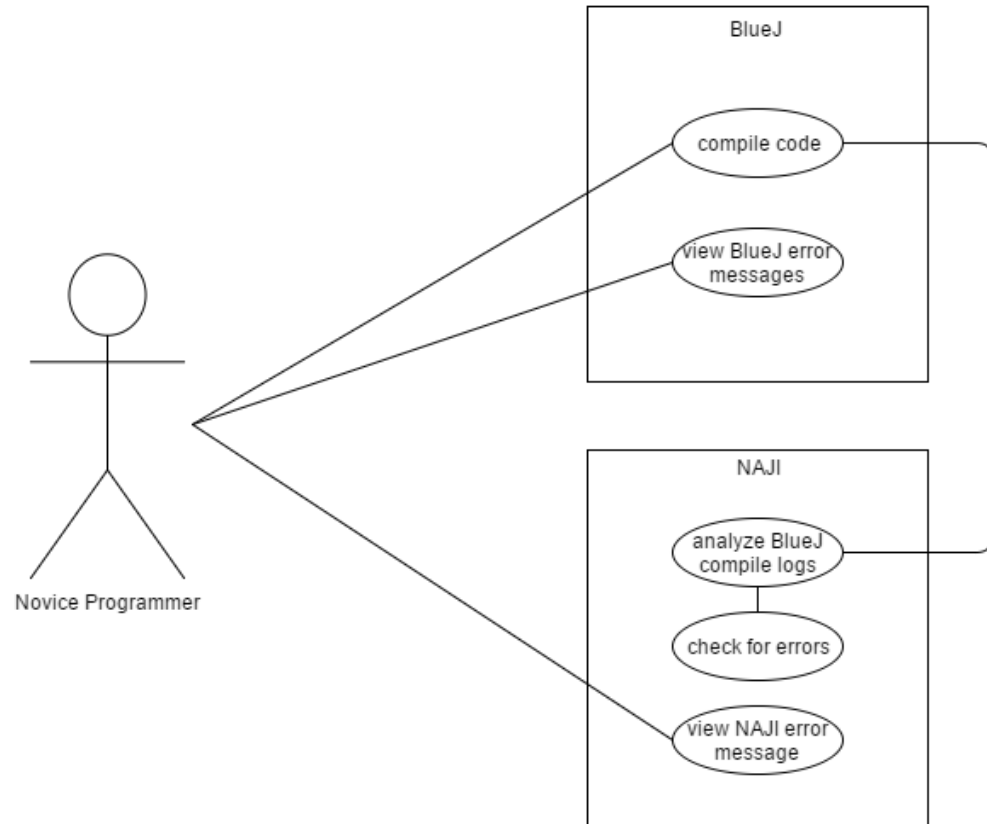 BlueJ
compile code
view BlueJ error
messages
Novice Programmer
NAJI
analyze BlueJ
compile logs
check for errors
view NAJI error
message